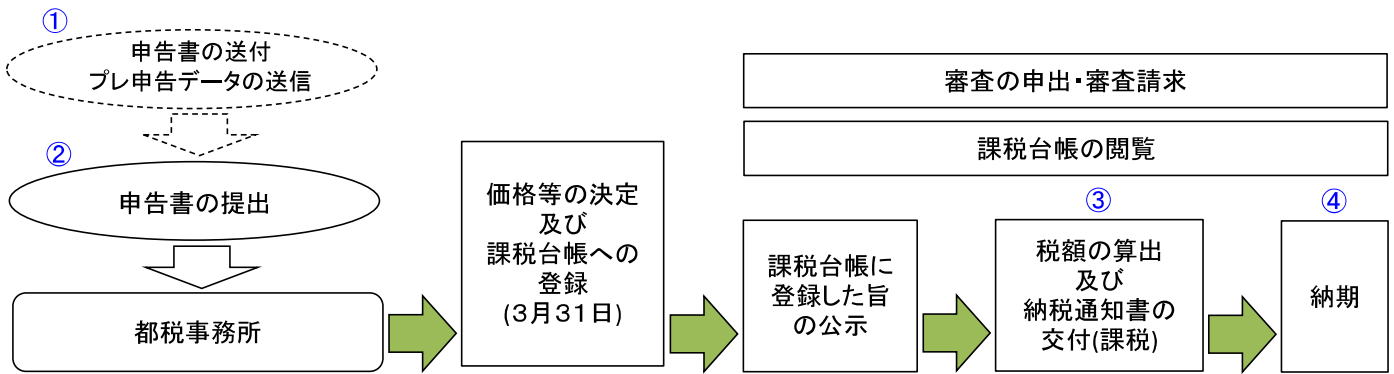 ①
申告書の送付
プレ申告データの送信
②
申告書の提出
都税事務所
価格等の決定
及び
課税台帳への
登録
(３月３１日)
審査の申出・審査請求
課税台帳の閲覧
課税台帳に
登録した旨
の公示
③
税額の算出
及び
納税通知書の
交付(課税)
④
納期